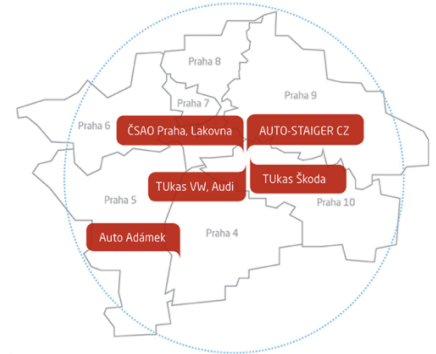 Praha 8
Praha 9
Praha 7
Praha 6
ČSAO Praha, Lakovna
AUTO-STAIGER CZ
TUkas VW, Audi
TUkas Škoda
Praha 5
Praha 10
Auto Adámek
Praha 4